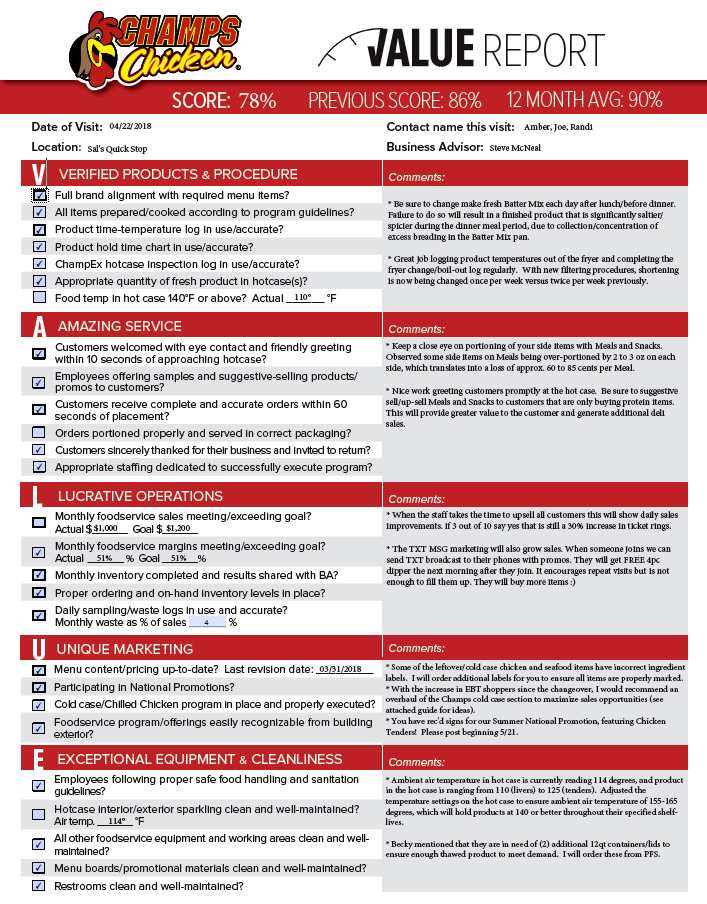 CHAMPS
Chicken®
VALUE REPORT
SCORE: 78% PREVIOUS SCORE: 86% 12 MONTH AVG: 90%
Date of Visit: 04/22/2018
Contact name this visit: Amber, Joe, Randi
Location: Sal's Quick Stop
Business Advisor: Steve McNeal
V VERIFIED PRODUCTS & PROCEDURE
Full brand alignment with required menu items?
All items prepared/cooked according to program guidelines?
Product time-temperature log in use/accurate?
Product hold time chart in use/accurate?
ChampEx hotcase inspection log in use/accurate?
Appropriate quantity of fresh product in hotcase(s)?
Food temp in hot case 140°F or above? Actual 110° °F
Comments:
* Be sure to change make fresh Batter Mix each day after lunch/before dinner.
Failure to do so will result in a finished product that is significantly saltier/
spicier during the dinner meal period, due to collection/concentration of
excess breading in the Batter Mix pan.
* Great job logging product temperatures out of the fryer and completing the
fryer change/boil-out log regularly. With new filtering procedures, shortening
is now being changed once per week versus twice per week previously.
A AMAZING SERVICE
Customers welcomed with eye contact and friendly greeting
within 10 seconds of approaching hotcase?
Employees offering samples and suggestive-selling products/
promos to customers?
Customers receive complete and accurate orders within 60
seconds of placement?
Orders portioned properly and served in correct packaging?
Customers sincerely thanked for their business and invited to return?
Appropriate staffing dedicated to successfully execute program?
Comments:
* Keep a close eye on portioning of your side items with Meals and Snacks.
Observed some side items on Meals being over-portioned by 2 to 3 oz on each
side, which translates into a loss of approx. 60 to 85 cents per Meal.
* Nice work greeting customers promptly at the hot case. Be sure to suggestive
sell/up-sell Meals and Snacks to customers that are only buying protein items.
This will provide greater value to the customer and generate additional deli
sales.
L LUCRATIVE OPERATIONS
Monthly foodservice sales meeting/exceeding goal?
Actual $ $1,000 Goal $ $1,200
Monthly foodservice margins meeting/exceeding goal?
Actual 51% % Goal 51% %
Monthly inventory completed and results shared with BA?
Proper ordering and on-hand inventory levels in place?
Daily sampling/waste logs in use and accurate?
Monthly waste as % of sales 4 %
Comments:
* When the staff takes the time to upsell all customers this will show daily sales
improvements. if 3 out of 10 say yes that is still a 30% increase in ticket rings.
* The TXT MSG marketing will also grow sales. When someone joins we can
send TXT broadcast to their phones with promos. They will get FREE 4pc
dipper the next morning after they join. It encourages repeat visits but is not
enough to fill them up. They will buy more items :)
U UNIQUE MARKETING
Menu content/pricing up-to-date? Last revision date: 03/31/2018
Participating in National Promotions?
Cold case/Chilled Chicken program in place and properly executed?
Foodservice program/offerings easily recognizable from building
exterior?
Comments:
* Some of the leftover/cold case chicken and seafood items have incorrect ingredient
labels. I will order additional labels for you to ensure all items are properly marked.
* With the increase in EBT shoppers since the changeover, I would recommend an
overhaul of the Champs cold case section to maximize sales opportunities (see
attached guide for ideas).
* You have rec'd signs for our Summer National Promotion, featuring Chicken
Tenders! Please post beginning 5/21.
E EXCEPTIONAL EQUIPMENT & CLEANLINESS
Employees following proper safe food handling and sanitation
guidelines?
Hotcase interior/exterior sparkling clean and well-maintained?
Air temp. 114° °F
All other foodservice equipment and working areas clean and well-
maintained?
Menu boards/promotional materials clean and well-maintained?
Restrooms clean and well-maintained?
Comments:
* Ambient air temperature in hot case is currently reading 114 degrees, and product
in the hot case is ranging from 110 (livers) to 125 (tenders). Adjusted the
temperature settings on the hot case to ensure ambient air temperature of 155-165
degrees, which will hold products at 140 or better throughout their specified shelf-
lives.
* Becky mentioned that they are in need of (2) additional 12qt containers/lids to
ensure enough thawed product to meet demand. I will order these from PFS.